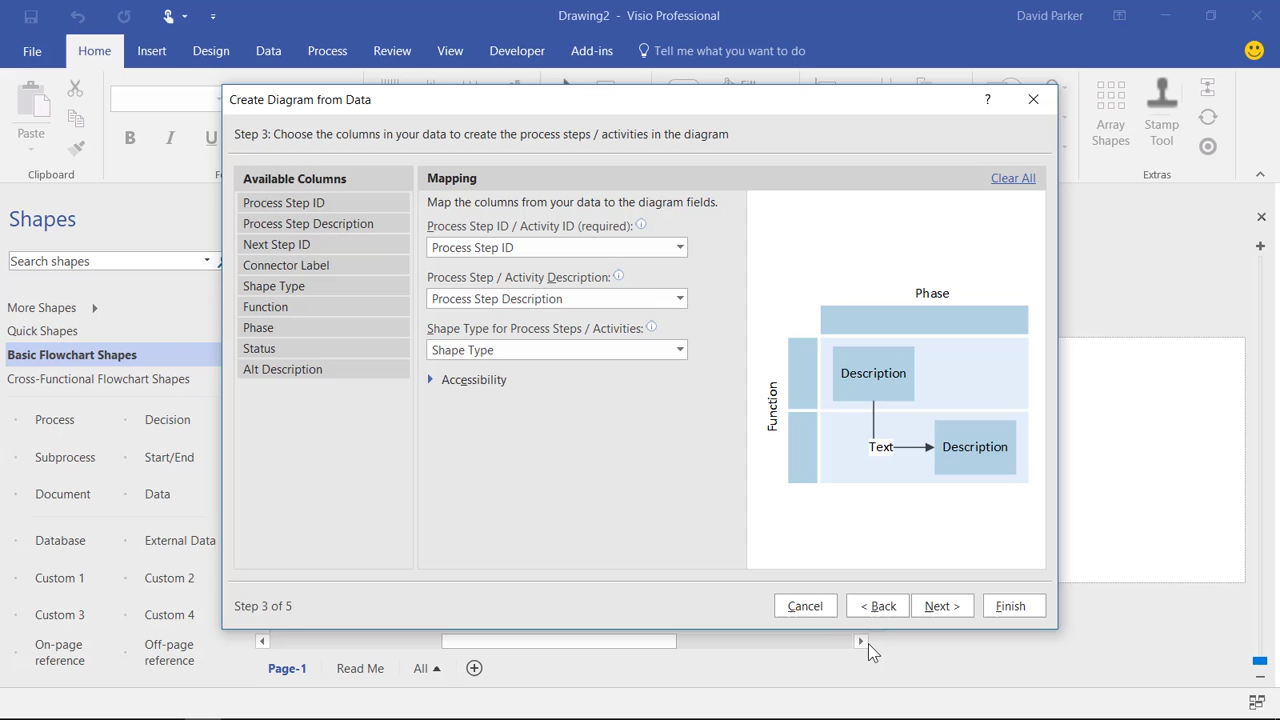 Drawing2 - Visio Professional
David Parker
File Home Insert Design Data Process Review View Developer Add-ins Tell me what you want to do
Paste
B I U
Clipboard
Array Shapes
Stamp Tool
Extras
Create Diagram from Data
?
Step 3: Choose the columns in your data to create the process steps / activities in the diagram
Available Columns
Process Step ID
Process Step Description
Next Step ID
Connector Label
Shape Type
Function
Phase
Status
Alt Description
Mapping
Clear All
Map the columns from your data to the diagram fields.
Process Step ID / Activity ID (required):
Process Step ID
Process Step / Activity Description:
Process Step Description
Shape Type for Process Steps / Activities:
Shape Type
Accessibility
Phase
Function
Description
Text
Description
Step 3 of 5
Cancel
< Back
Next >
Finish
Shapes
Search shapes
More Shapes
Quick Shapes
Basic Flowchart Shapes
Cross-Functional Flowchart Shapes
Process
Decision
Subprocess
Start/End
Document
Data
Database
External Data
Custom 1
Custom 2
Custom 3
Custom 4
On-page reference
Off-page reference
Page-1
Read Me
All